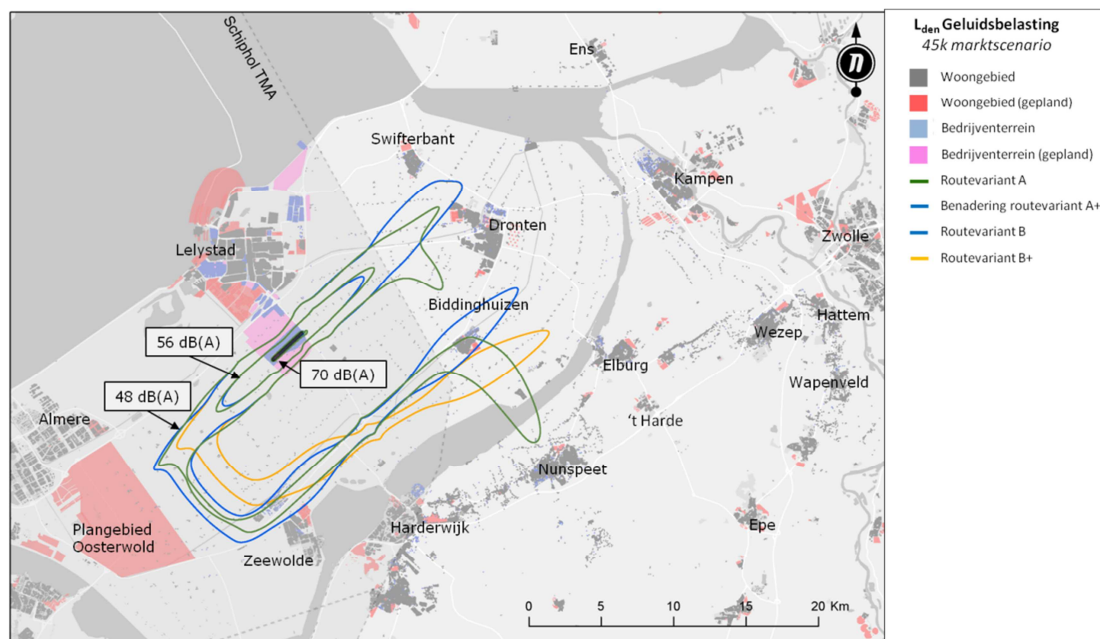 Schiphol TMA
Ens
Swifterbant
Kampen
Dronten
Zwolle
Lelystad
Biddinghuizen
Hattem
Wezep
56 dB(A)
70 dB(A)
Elburg
Wapenveld
48 dB(A)
Almere
't Harde
Nunspeet
Plangebied
Oosterwold
Harderwijk
Epe
Zeewolde
0 5 10 15 20 Km
n
Lden Geluidsbelasting
45k marktscenario
Woongebied
Woongebied (gepland)
Bedrijventerrein
Bedrijventerrein (gepland)
Routevariant A
Benadering routevariant A+
Routevariant B
Routevariant B+